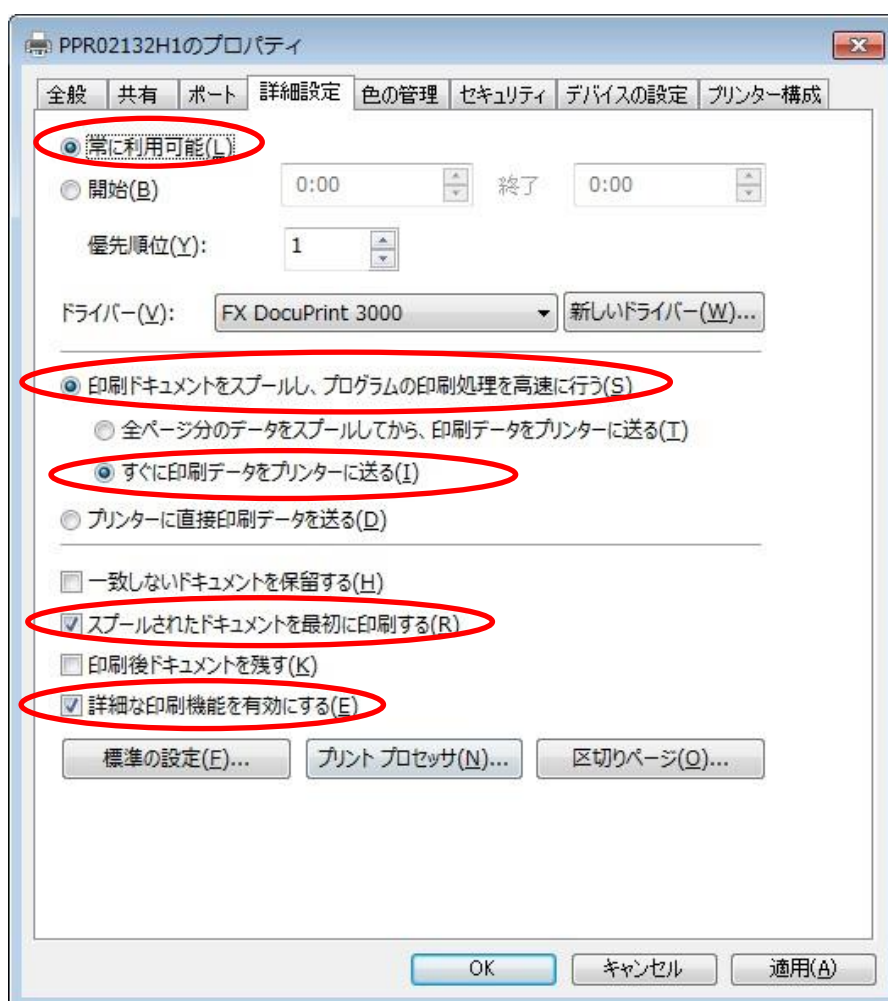 PPR02132H1のプロパティ
全般 共有 ポート 詳細設定 色の管理 セキュリティ デバイスの設定 プリンター構成
常に利用可能(L)
開始(B) 0:00 終了 0:00
優先順位(Y): 1
ドライバー(V): FX DocuPrint 3000 新しいドライバー(W)...
印刷ドキュメントをスプールし、プログラムの印刷処理を高速に行う(S)
全ページ分のデータをスプールしてから、印刷データをプリンターに送る(T)
すぐに印刷データをプリンターに送る(I)
プリンターに直接印刷データを送る(D)
一致しないドキュメントを保留する(H)
スプールされたドキュメントを最初に印刷する(R)
印刷後ドキュメントを残す(K)
詳細な印刷機能を有効にする(E)
標準の設定(F)... プリント プロセッサ(N)... 区切りページ(O)...
OK キャンセル 適用(A)